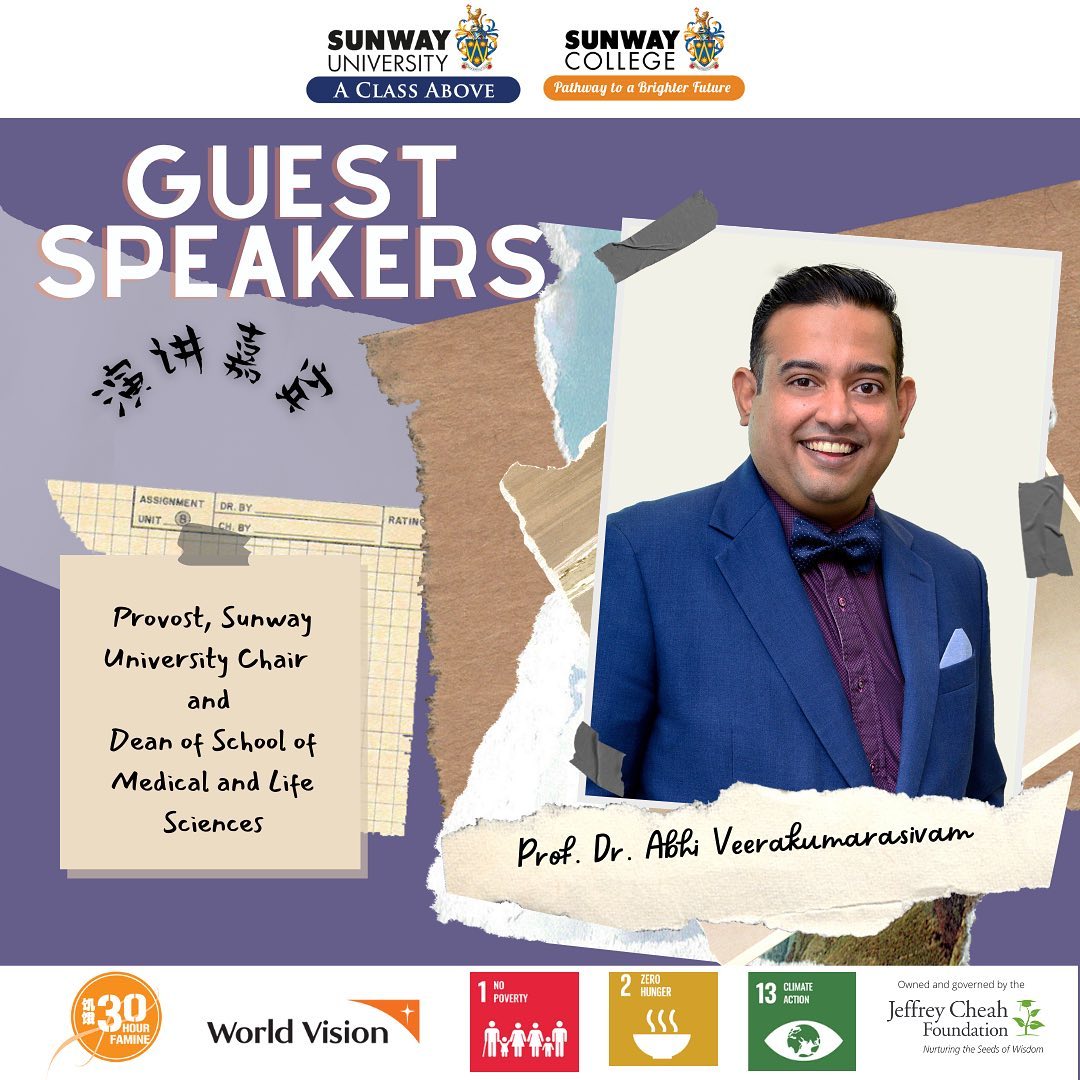 SUNWAY
UNIVERSITY
A CLASS ABOVE
SUNWAY
COLLEGE
Pathway to a Brighter Future
GUEST
SPEAKERS
演讲嘉宾
ASSIGNMENT
UNIT 8
DR. BY
CH. BY
RATING
Provost, Sunway
University Chair
and
Dean of School of
Medical and Life
Sciences
Prof. Dr. Abhi Veerakumarasivam
饥饿30
HOUR
FAMINE
World Vision
1 NO
POVERTY
2 ZERO
HUNGER
13 CLIMATE
ACTION
Owned and governed by the
Jeffrey Cheah
Foundation
Nurturing the Seeds of Wisdom